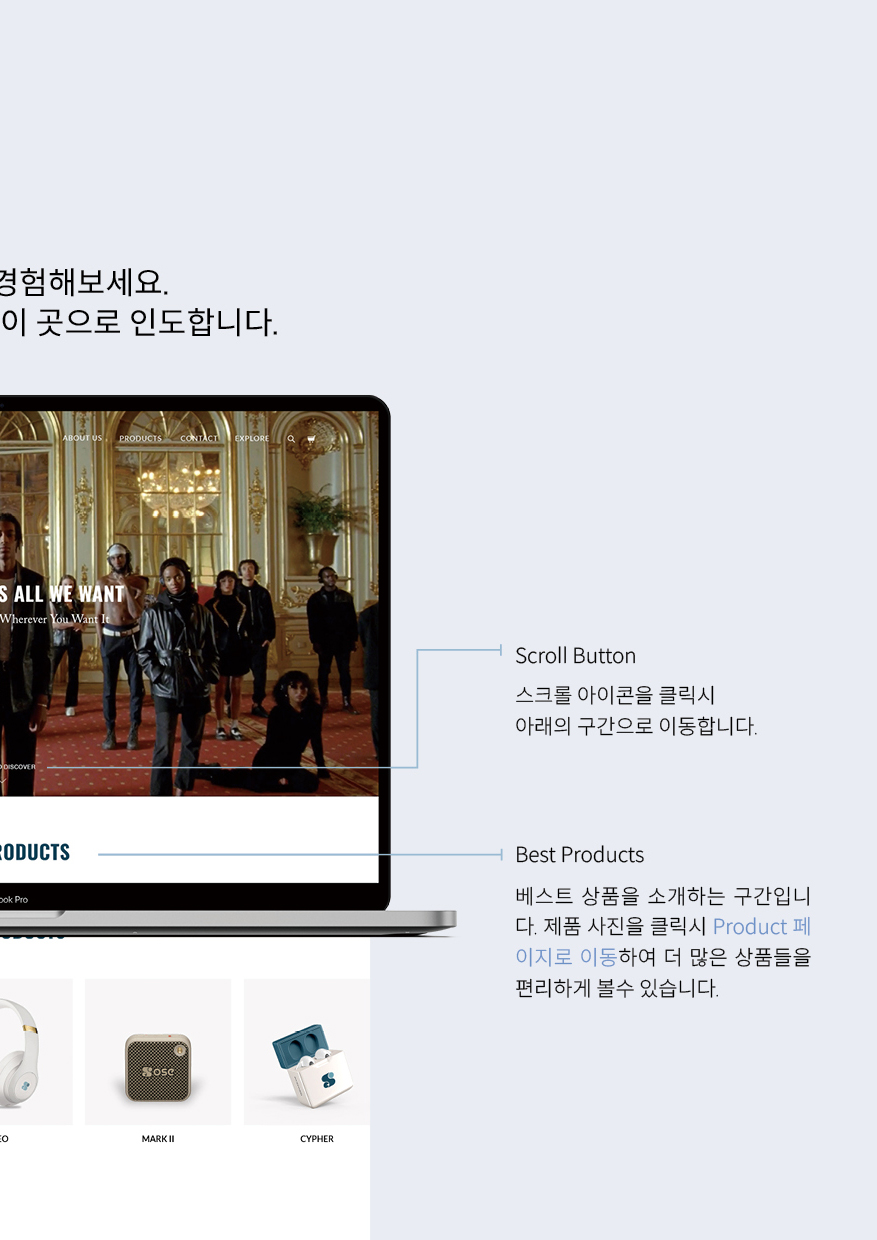 경험해보세요.
이 곳으로 인도합니다.
ABOUT US PRODUCTS CONTACT EXPLORE
S ALL WE WANT
Wherever You Want It
DISCOVER
Scroll Button
스크롤 아이콘을 클릭시
아래의 구간으로 이동합니다.
RODUCTS
Best Products
베스트 상품을 소개하는 구간입니
다. 제품 사진을 클릭시 Product 페
이지로 이동하여 더 많은 상품들을
편리하게 볼수 있습니다.
ook Pro
ose
EO
MARK II
CYPHER